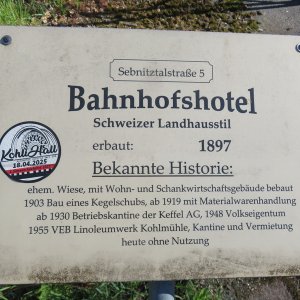 Sebnitztalstraße 5
Bahnhofshotel
Schweizer Landhausstil
erbaut: 1897
Bekannte Historie:
ehem. Wiese, mit Wohn- und Schankwirtschaftsgebäude bebaut
1903 Bau eines Kegelschubs, ab 1919 mit Materialwarenhandlung
ab 1930 Betriebskantine der Keffel AG, 1948 Volkseigentum
1955 VEB Linoleumwerk Kohlmühle, Kantine und Vermietung
heute ohne Nutzung
Kohli Hall
18.04.2025